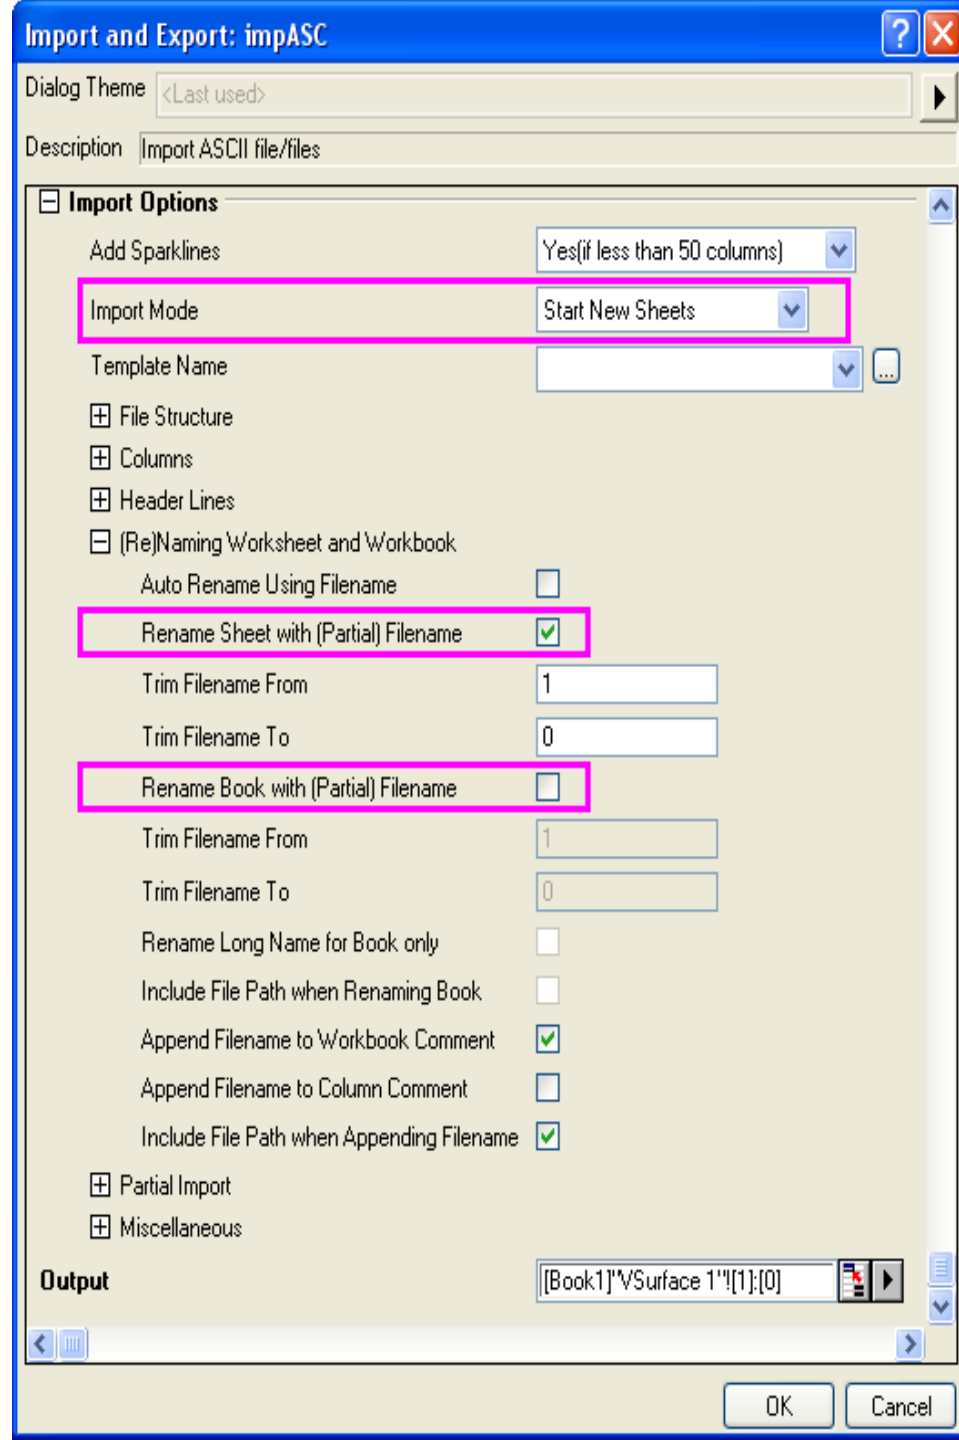 Import and Export: impASC
Dialog Theme <Last used>
Description Import ASCII file/files
Import Options
Add Sparklines Yes(if less than 50 columns)
Import Mode Start New Sheets
Template Name ...
File Structure
Columns
Header Lines
(Re)Naming Worksheet and Workbook
Auto Rename Using Filename
Rename Sheet with (Partial) Filename
Trim Filename From 1
Trim Filename To 0
Rename Book with (Partial) Filename
Trim Filename From 1
Trim Filename To 0
Rename Long Name for Book only
Include File Path when Renaming Book
Append Filename to Workbook Comment
Append Filename to Column Comment
Include File Path when Appending Filename
Partial Import
Miscellaneous
Output [Book1]"VSurface 1"![1]:[0]
OK Cancel